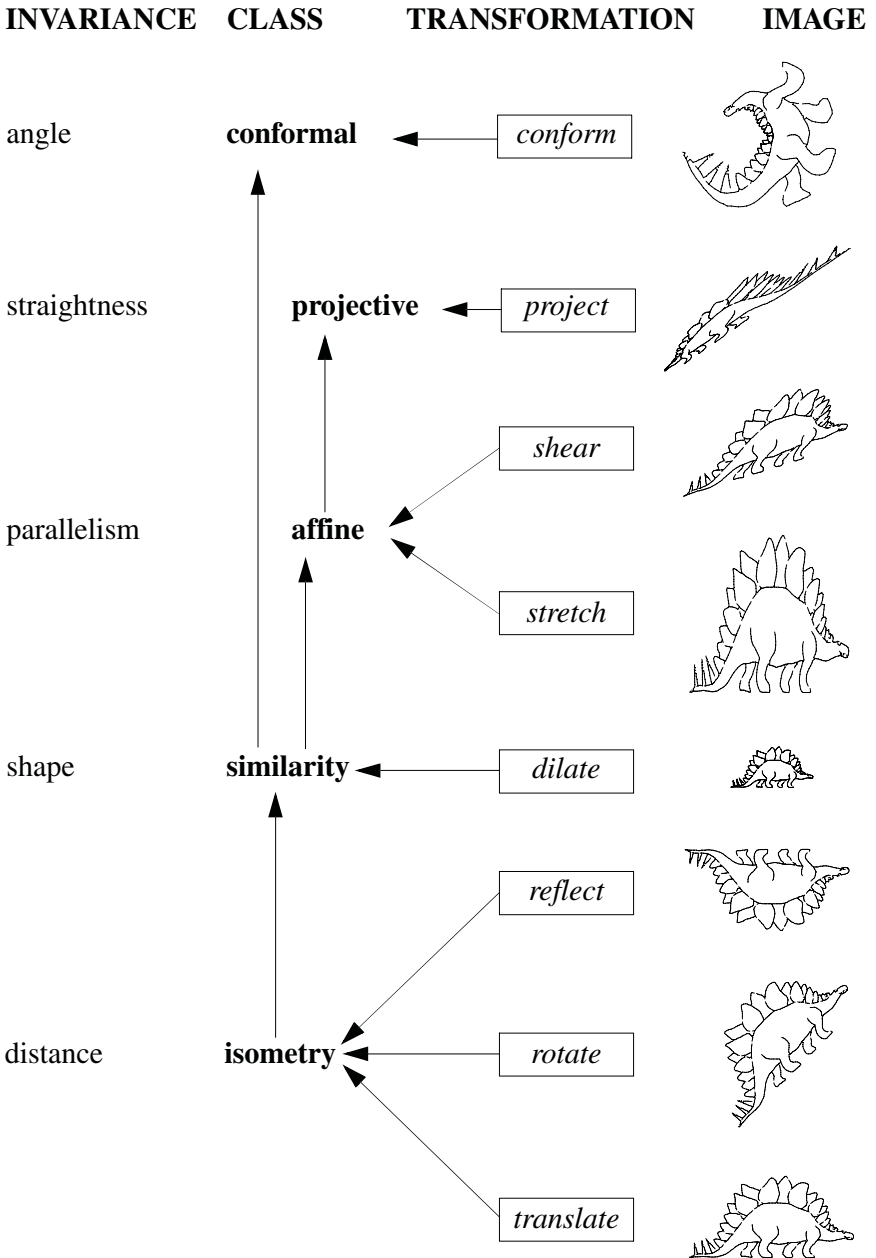 INVARIANCE CLASS TRANSFORMATION IMAGE
angle conformal conform
straightness projective project
shear
parallelism affine
stretch
shape similarity dilate
reflect
distance isometry rotate
translate